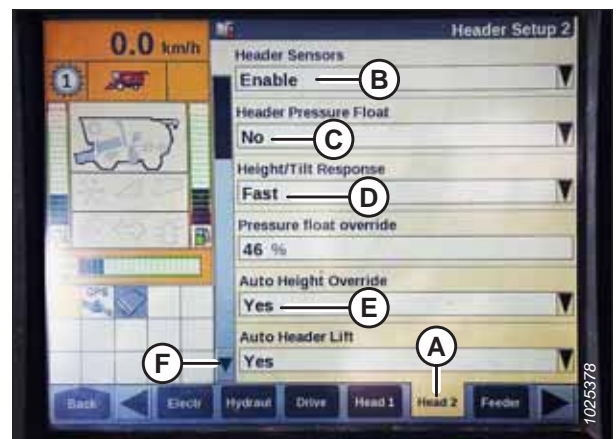 0.0 km/h
Header Setup 2
1
Header Sensors
Enable
B
Header Pressure Float
No
C
Height/Tilt Response
Fast
D
Pressure float override
46 %
Auto Height Override
Yes
E
GPS
Auto Header Lift
Yes
F
A
Back
Electr
Hydraul
Drive
Head 1
Head 2
Feeder
1025378